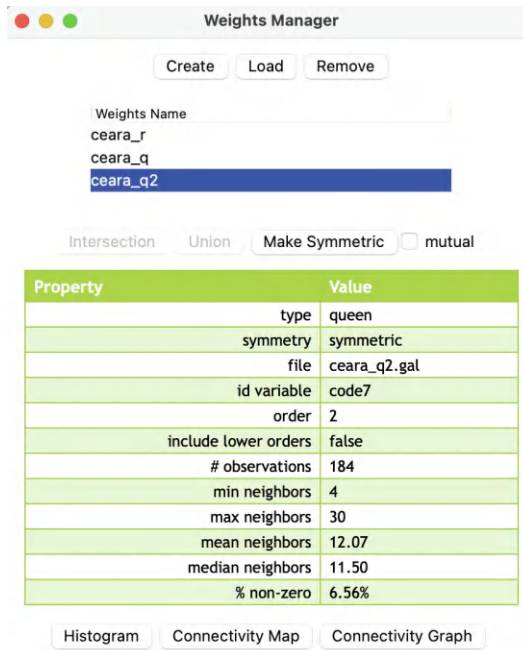 Weights Manager
Create Load Remove
Weights Name
ceara_r
ceara_q
ceara_q2
Intersection Union Make Symmetric mutual
Property Value
type queen
symmetry symmetric
file ceara_q2.gal
id variable code7
order 2
include lower orders false
# observations 184
min neighbors 4
max neighbors 30
mean neighbors 12.07
median neighbors 11.50
% non-zero 6.56%
Histogram Connectivity Map Connectivity Graph